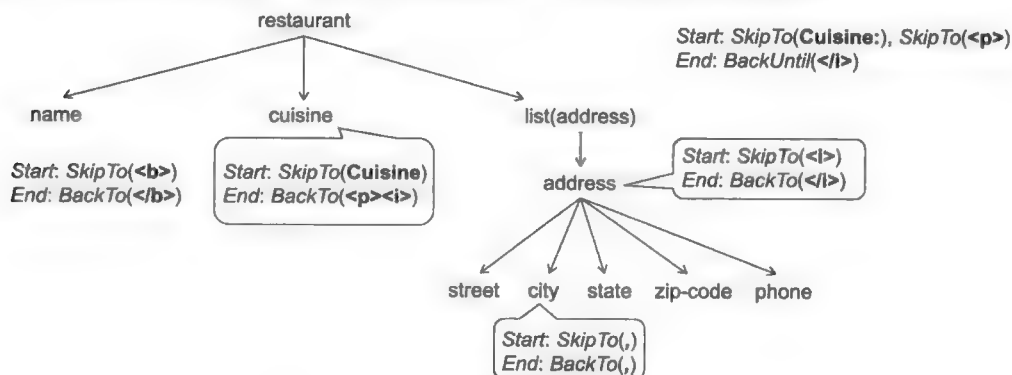 restaurant
Start: SkipTo(Cuisine:), SkipTo(<p>)
End: BackUntil(</i>)
name
cuisine
list(address)
Start: SkipTo(<b>)
End: BackTo(</b>)
Start: SkipTo(Cuisine)
End: BackTo(<p><i>)
address
Start: SkipTo(<i>)
End: BackTo(</i>)
street city state zip-code phone
Start: SkipTo(,)
End: BackTo(,)